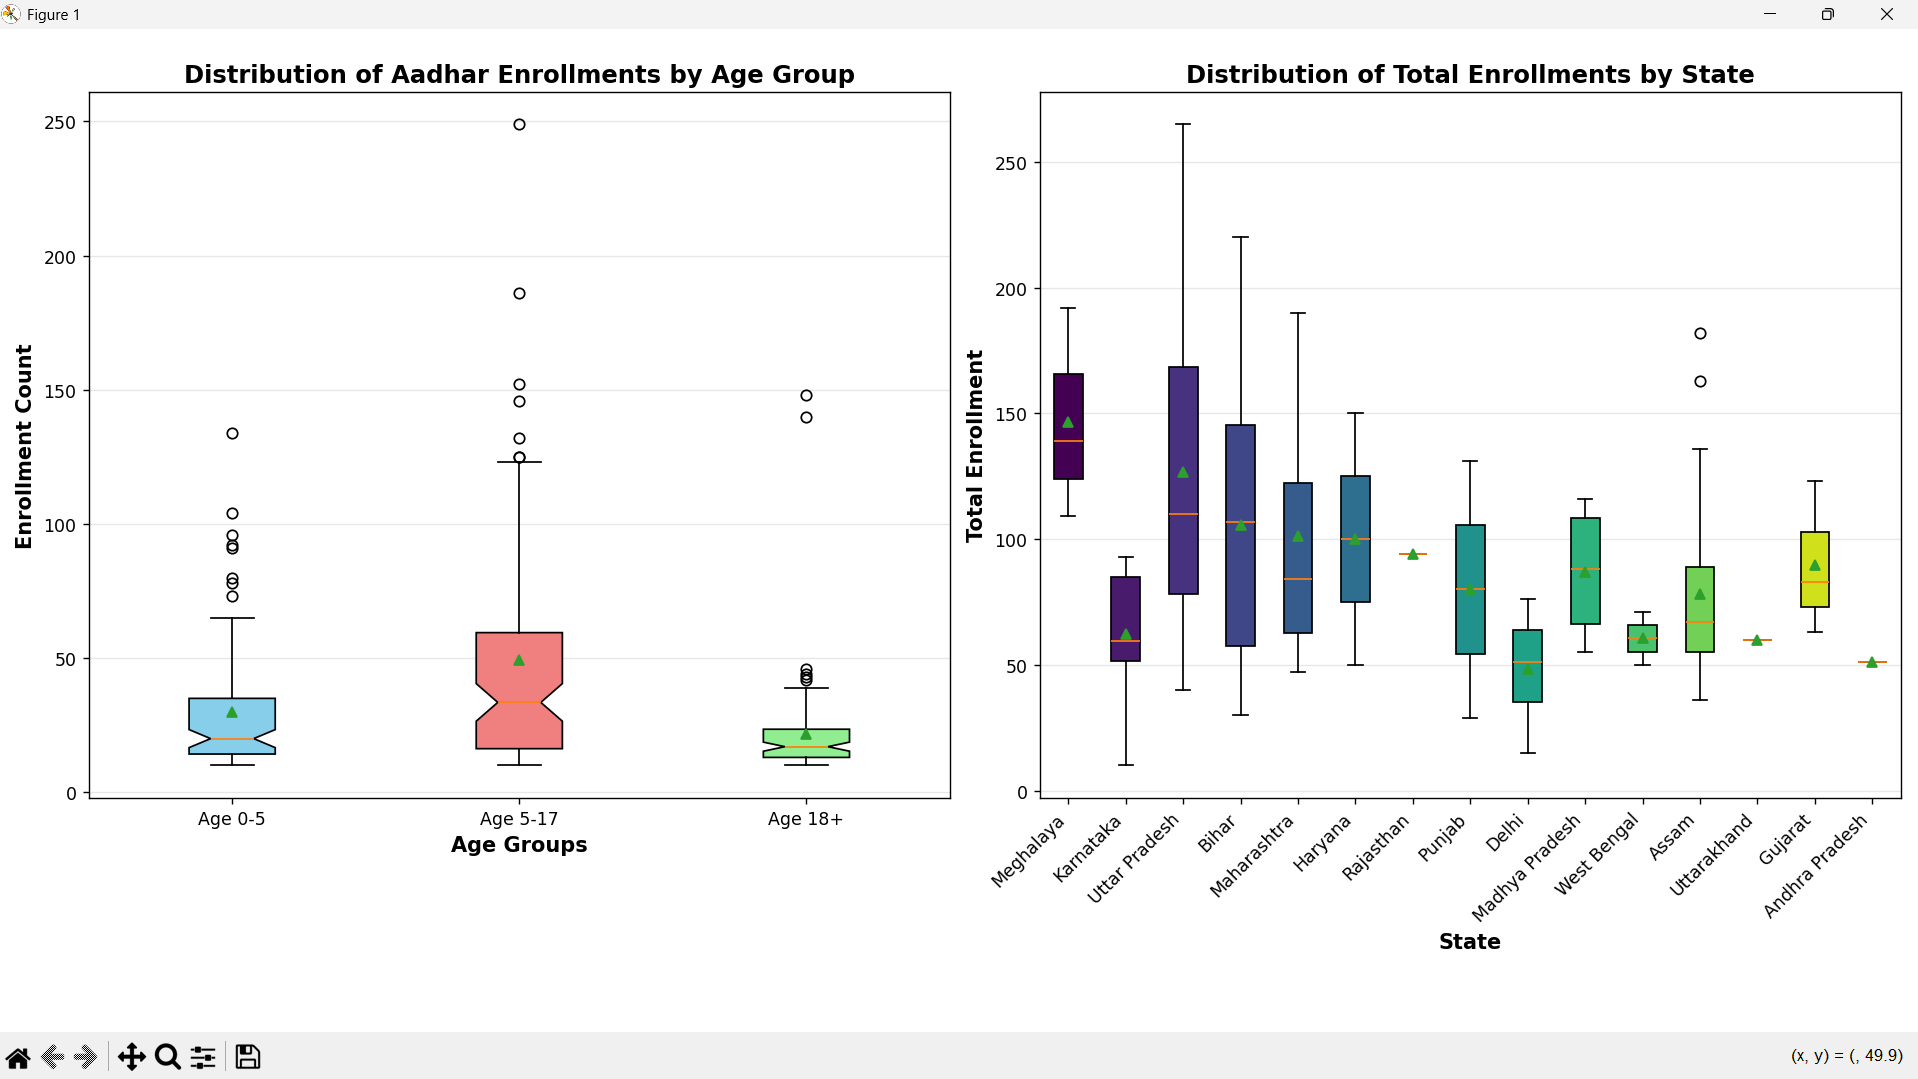 Figure 1
Distribution of Aadhar Enrollments by Age Group
Enrollment Count
250
200
150
100
50
0
Age 0-5
Age 5-17
Age 18+
Age Groups
Distribution of Total Enrollments by State
Total Enrollment
250
200
150
100
50
0
Meghalaya
Karnataka
Uttar Pradesh
Bihar
Maharashtra
Haryana
Rajasthan
Punjab
Delhi
Madhya Pradesh
West Bengal
Assam
Uttarakhand
Gujarat
Andhra Pradesh
State
(x, y) = (, 49.9)